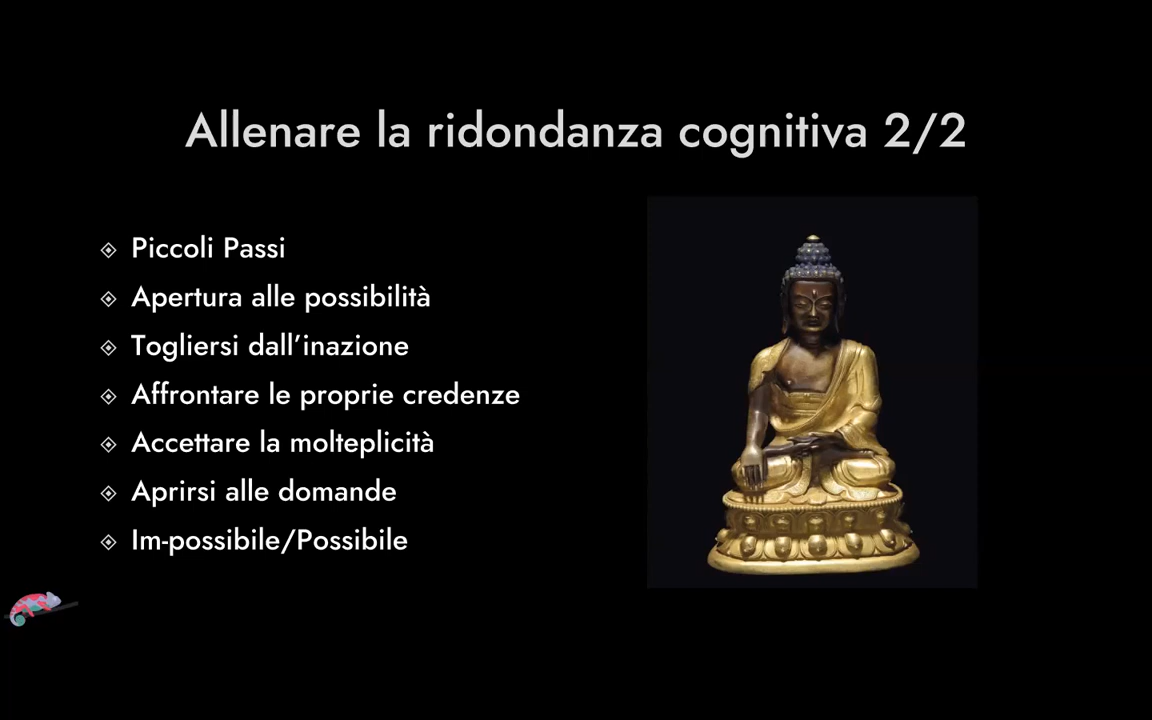 Allenare la ridondanza cognitiva 2/2
Piccoli Passi
Apertura alle possibilità
Togliersi dall’inazione
Affrontare le proprie credenze
Accettare la molteplicità
Aprirsi alle domande
Im-possibile/Possibile